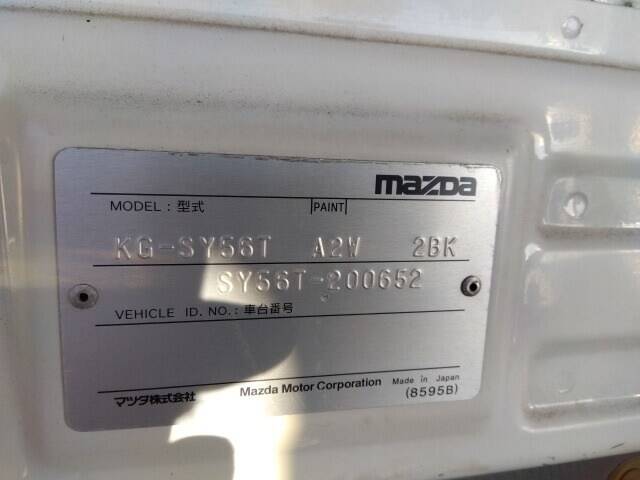 mazda
MODEL : 型式 |PAINT|
KG-SY56T A2W 2BK
SY56T-200652
VEHICLE ID. NO. : 車台番号
マツダ株式会社 Mazda Motor Corporation Made in Japan
(8595B)